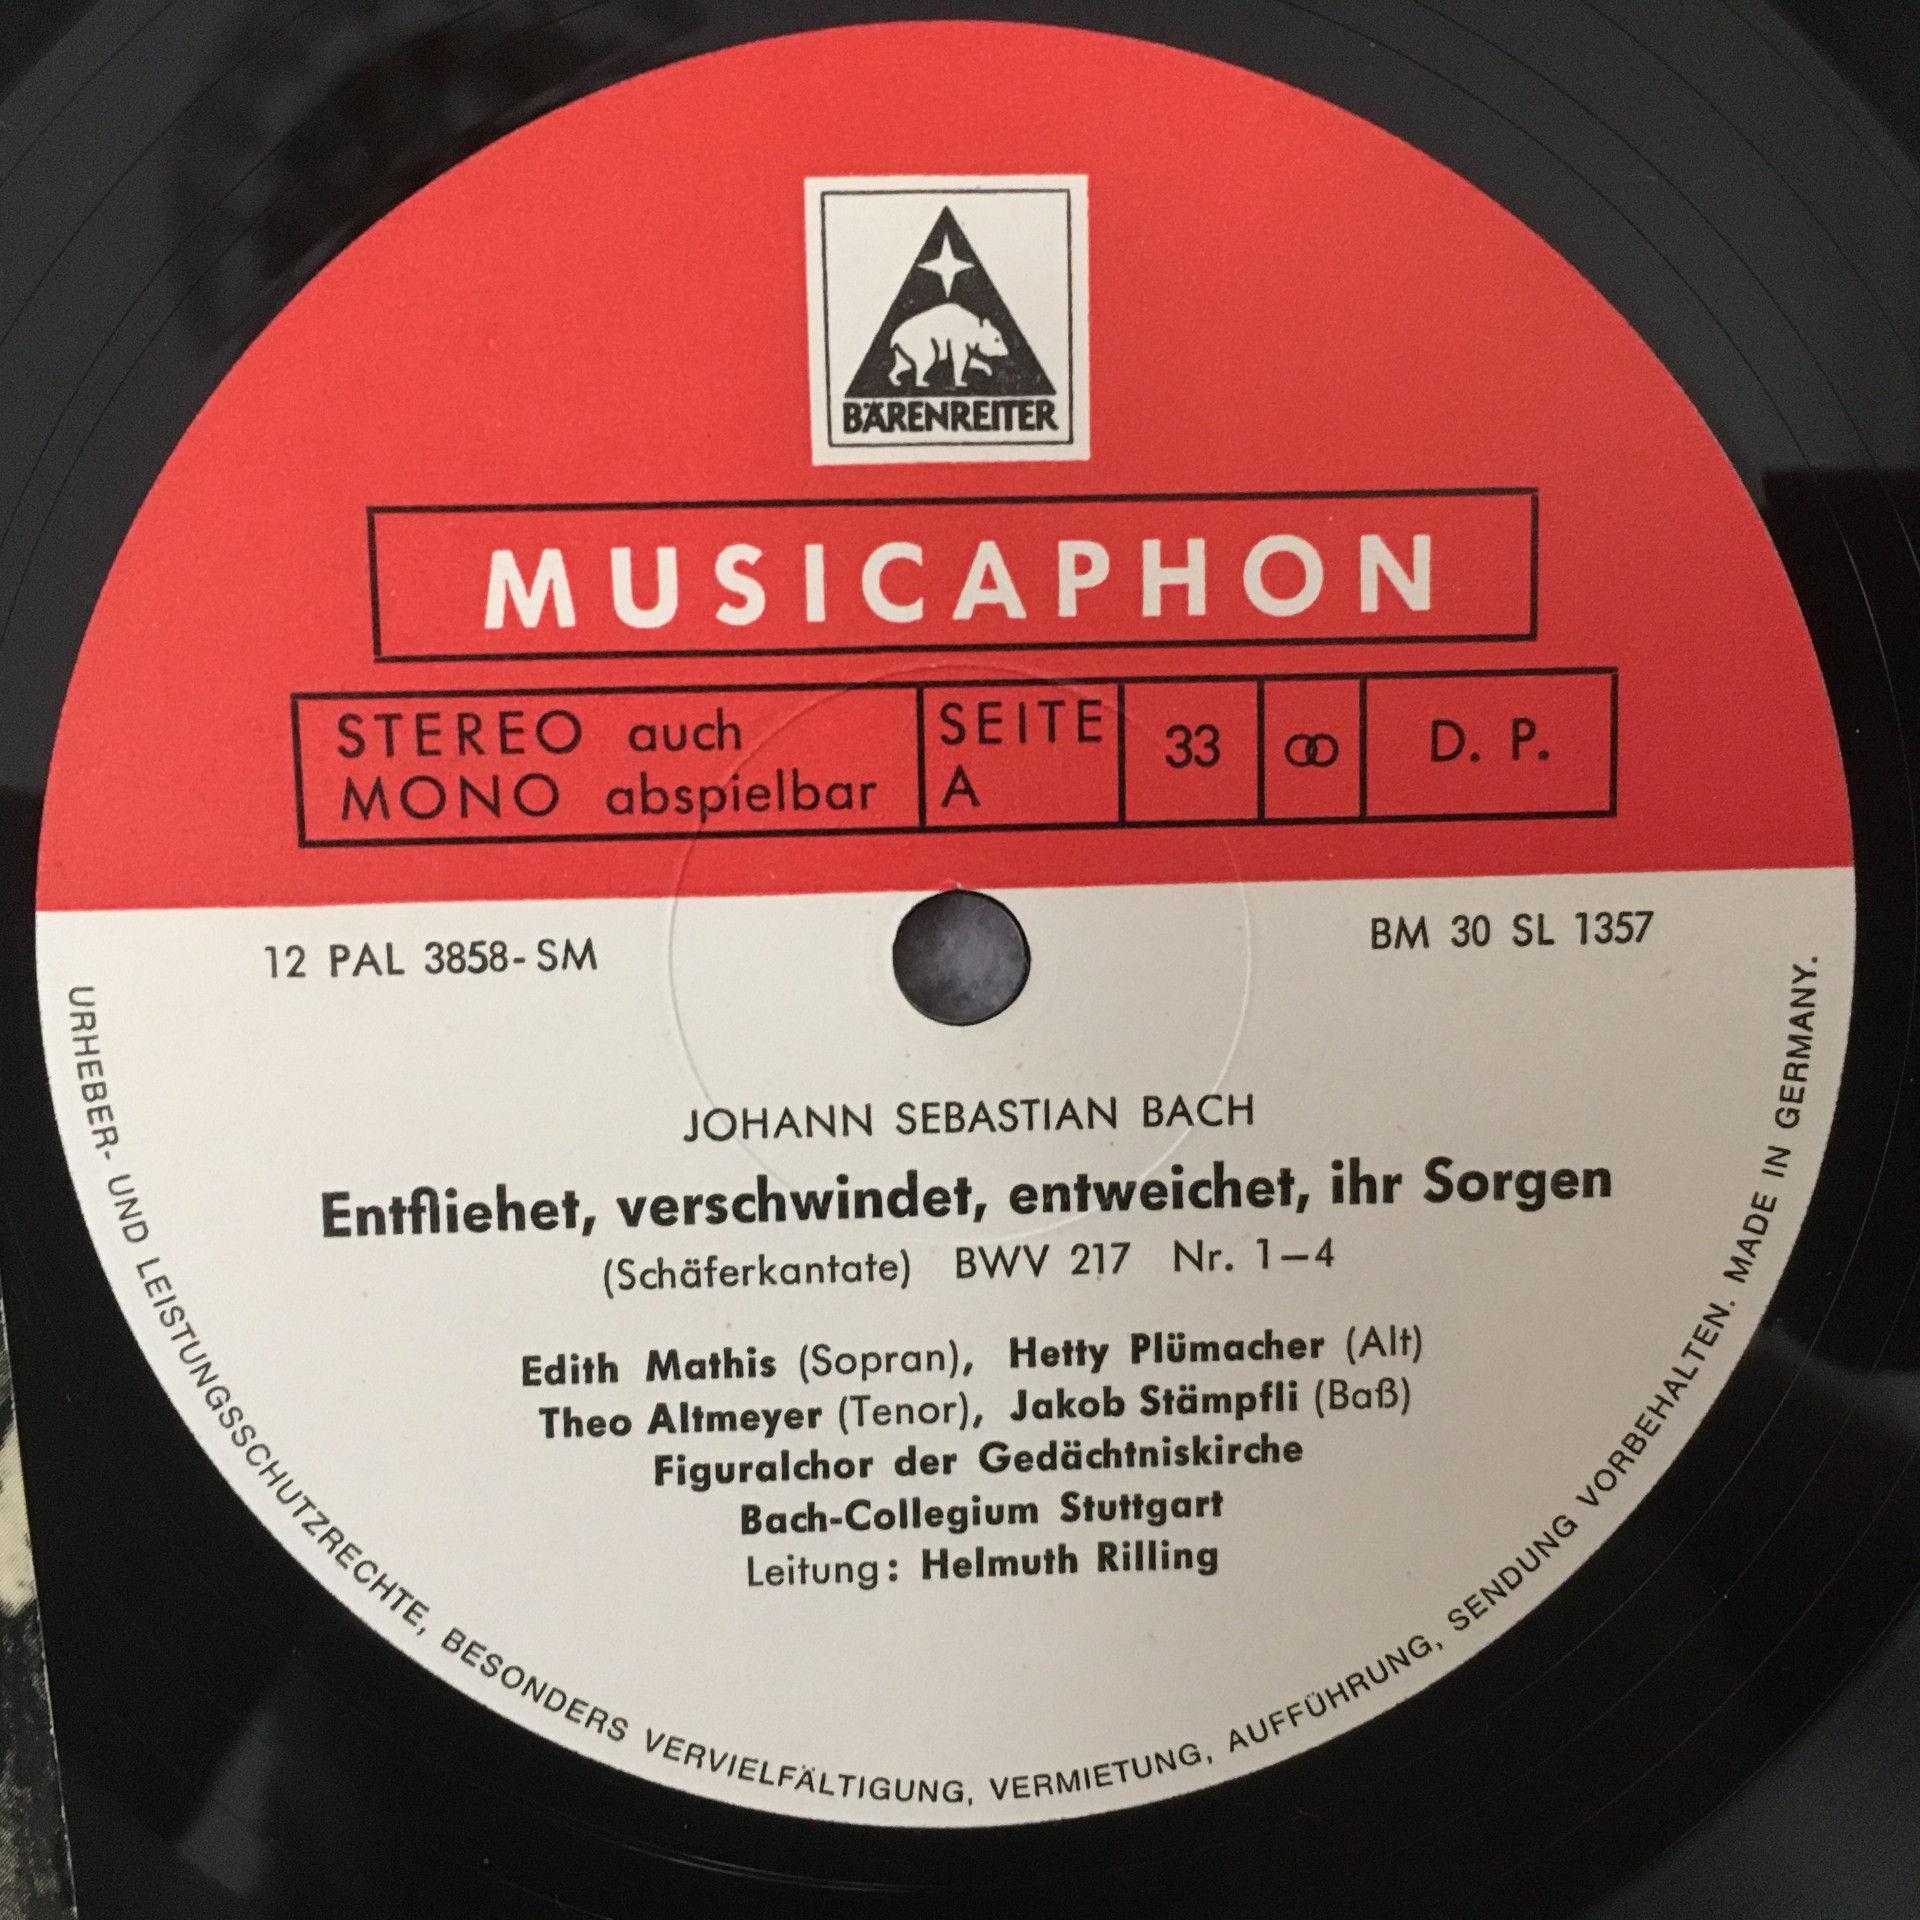 BÄRENREITER
MUSICAPHON
STEREO auch
MONO abspielbar
SEITE
A
33
D. P.
12 PAL 3858-SM
BM 30 SL 1357
JOHANN SEBASTIAN BACH
Entfliehet, verschwindet, entweichet, ihr Sorgen
(Schäferkantate) BWV 217 Nr. 1–4
Edith Mathis (Sopran), Hetty Plümacher (Alt)
Theo Altmeyer (Tenor), Jakob Stämpfli (Baß)
Figuralchor der Gedächtniskirche
Bach-Collegium Stuttgart
Leitung: Helmuth Rilling
URHEBER- UND LEISTUNGSSCHUTZRECHTE, BESONDERS VERVIELFÄLTIGUNG, VERMIETUNG, AUFFÜHRUNG, SENDUNG VORBEHALTEN. MADE IN GERMANY.